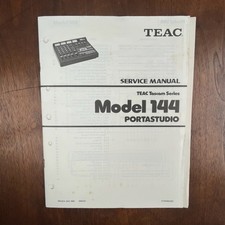 TEAC
SERVICE MANUAL
TEAC Tascam Series
Model 144
PORTASTUDIO